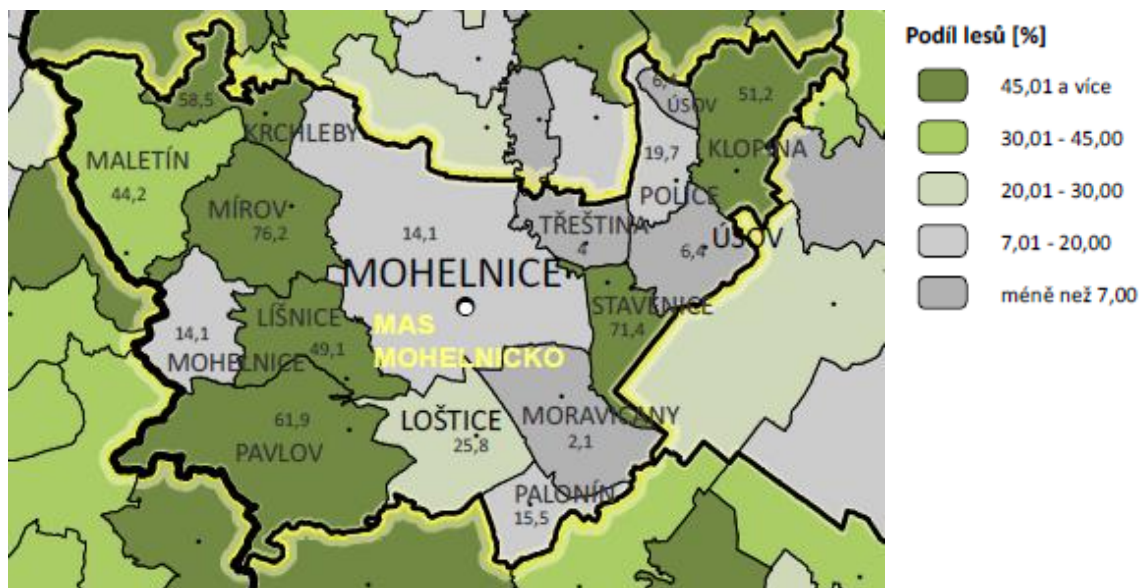 Podíl lesů [%]
45,01 a více
30,01 - 45,00
20,01 - 30,00
7,01 - 20,00
méně než 7,00
58,5
KRCHLEBY
MALETÍN
44,2
MÍROV
76,2
14,1
MOHELNICE
MAS
MOHELNICKO
14,1
MOHELNICE
LÍŠNICE
49,1
61,9
PAVLOV
LOŠTICE
25,8
MORAVIČANY
2,1
PALONÍN
15,5
TŘEŠTINA
4
STAVENICE
71,4
ÚSOV
6,4
19,7
POLICE
ÚSOV
51,2
KLOPINA